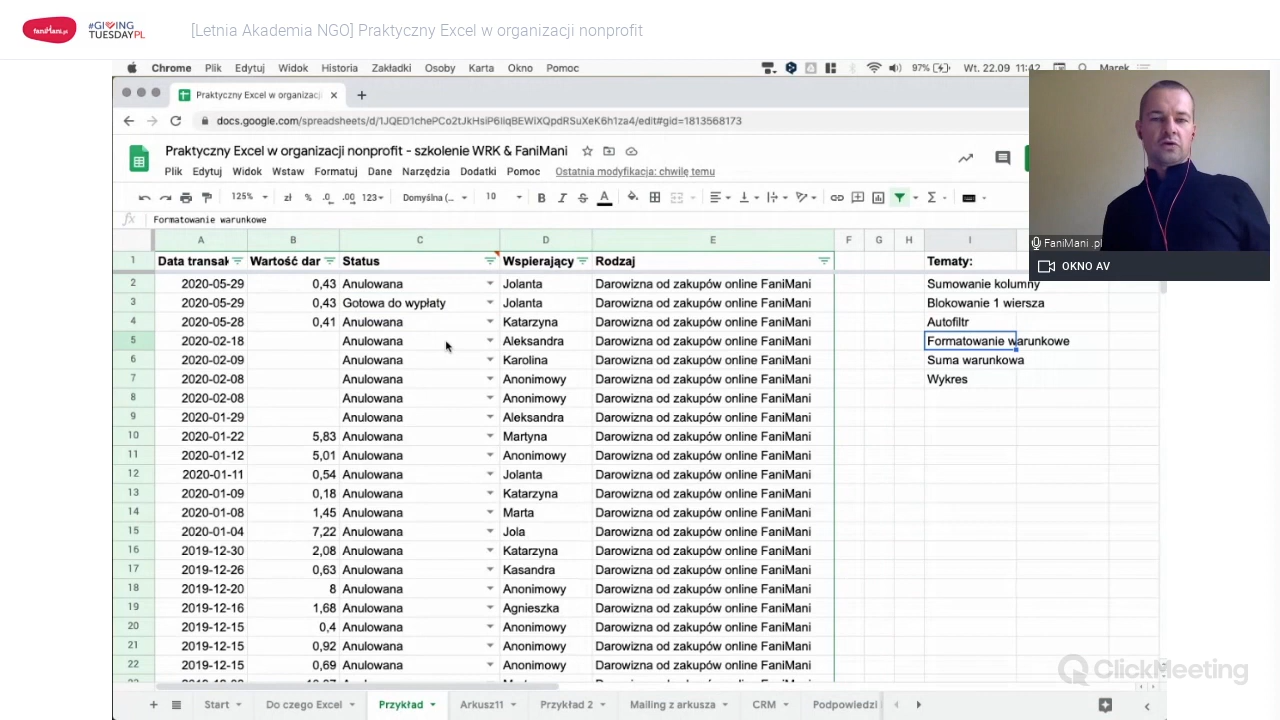 faniMani.pl
#GIVING
TUESDAYPL
[Letnia Akademia NGO] Praktyczny Excel w organizacji nonprofit
Chrome Plik Edytuj Widok Historia Zakładki Osoby Karta Okno Pomoc
97% Wt. 22.09 11:42 Marek
Praktyczny Excel w organizacji
docs.google.com/spreadsheets/d/1JQED1chePCo2tJkHsiP6IIqBEWiXQpdRSuXeK6h1za4/edit#gid=1813568173
Praktyczny Excel w organizacji nonprofit - szkolenie WRK & FaniMani
Plik Edytuj Widok Wstaw Formatuj Dane Narzędzia Dodatki Pomoc Ostatnia modyfikacja: chwilę temu
125% zł % .0 .00 123 Domyślna (... 10 B I S A Σ
fx Formatowanie warunkowe
A B C D E F G H I
1 Data transak Wartość dar Status Wspierający Rodzaj Tematy:
2 2020-05-29 0,43 Anulowana Jolanta Darowizna od zakupów online FaniMani Sumowanie kolumny
3 2020-05-29 0,43 Gotowa do wypłaty Jolanta Darowizna od zakupów online FaniMani Blokowanie 1 wiersza
4 2020-05-28 0,41 Anulowana Katarzyna Darowizna od zakupów online FaniMani Autofiltr
5 2020-02-18 Anulowana Aleksandra Darowizna od zakupów online FaniMani Formatowanie warunkowe
6 2020-02-09 Anulowana Karolina Darowizna od zakupów online FaniMani Suma warunkowa
7 2020-02-08 Anulowana Anonimowy Darowizna od zakupów online FaniMani Wykres
8 2020-02-08 Anulowana Anonimowy Darowizna od zakupów online FaniMani
9 2020-01-29 Anulowana Aleksandra Darowizna od zakupów online FaniMani
10 2020-01-22 5,83 Anulowana Martyna Darowizna od zakupów online FaniMani
11 2020-01-12 5,01 Anulowana Anonimowy Darowizna od zakupów online FaniMani
12 2020-01-11 0,54 Anulowana Jolanta Darowizna od zakupów online FaniMani
13 2020-01-09 0,18 Anulowana Katarzyna Darowizna od zakupów online FaniMani
14 2020-01-08 1,45 Anulowana Marta Darowizna od zakupów online FaniMani
15 2020-01-04 7,22 Anulowana Jola Darowizna od zakupów online FaniMani
16 2019-12-30 2,08 Anulowana Katarzyna Darowizna od zakupów online FaniMani
17 2019-12-26 0,63 Anulowana Kasandra Darowizna od zakupów online FaniMani
18 2019-12-20 8 Anulowana Anonimowy Darowizna od zakupów online FaniMani
19 2019-12-16 1,68 Anulowana Agnieszka Darowizna od zakupów online FaniMani
20 2019-12-15 0,4 Anulowana Anonimowy Darowizna od zakupów online FaniMani
21 2019-12-15 0,92 Anulowana Anonimowy Darowizna od zakupów online FaniMani
22 2019-12-15 0,69 Anulowana Anonimowy Darowizna od zakupów online FaniMani
FaniMani .pl
OKNO AV
ClickMeeting
Start Do czego Excel Przykład Arkusz11 Przykład 2 Mailing z arkusza CRM Podpowiedzi